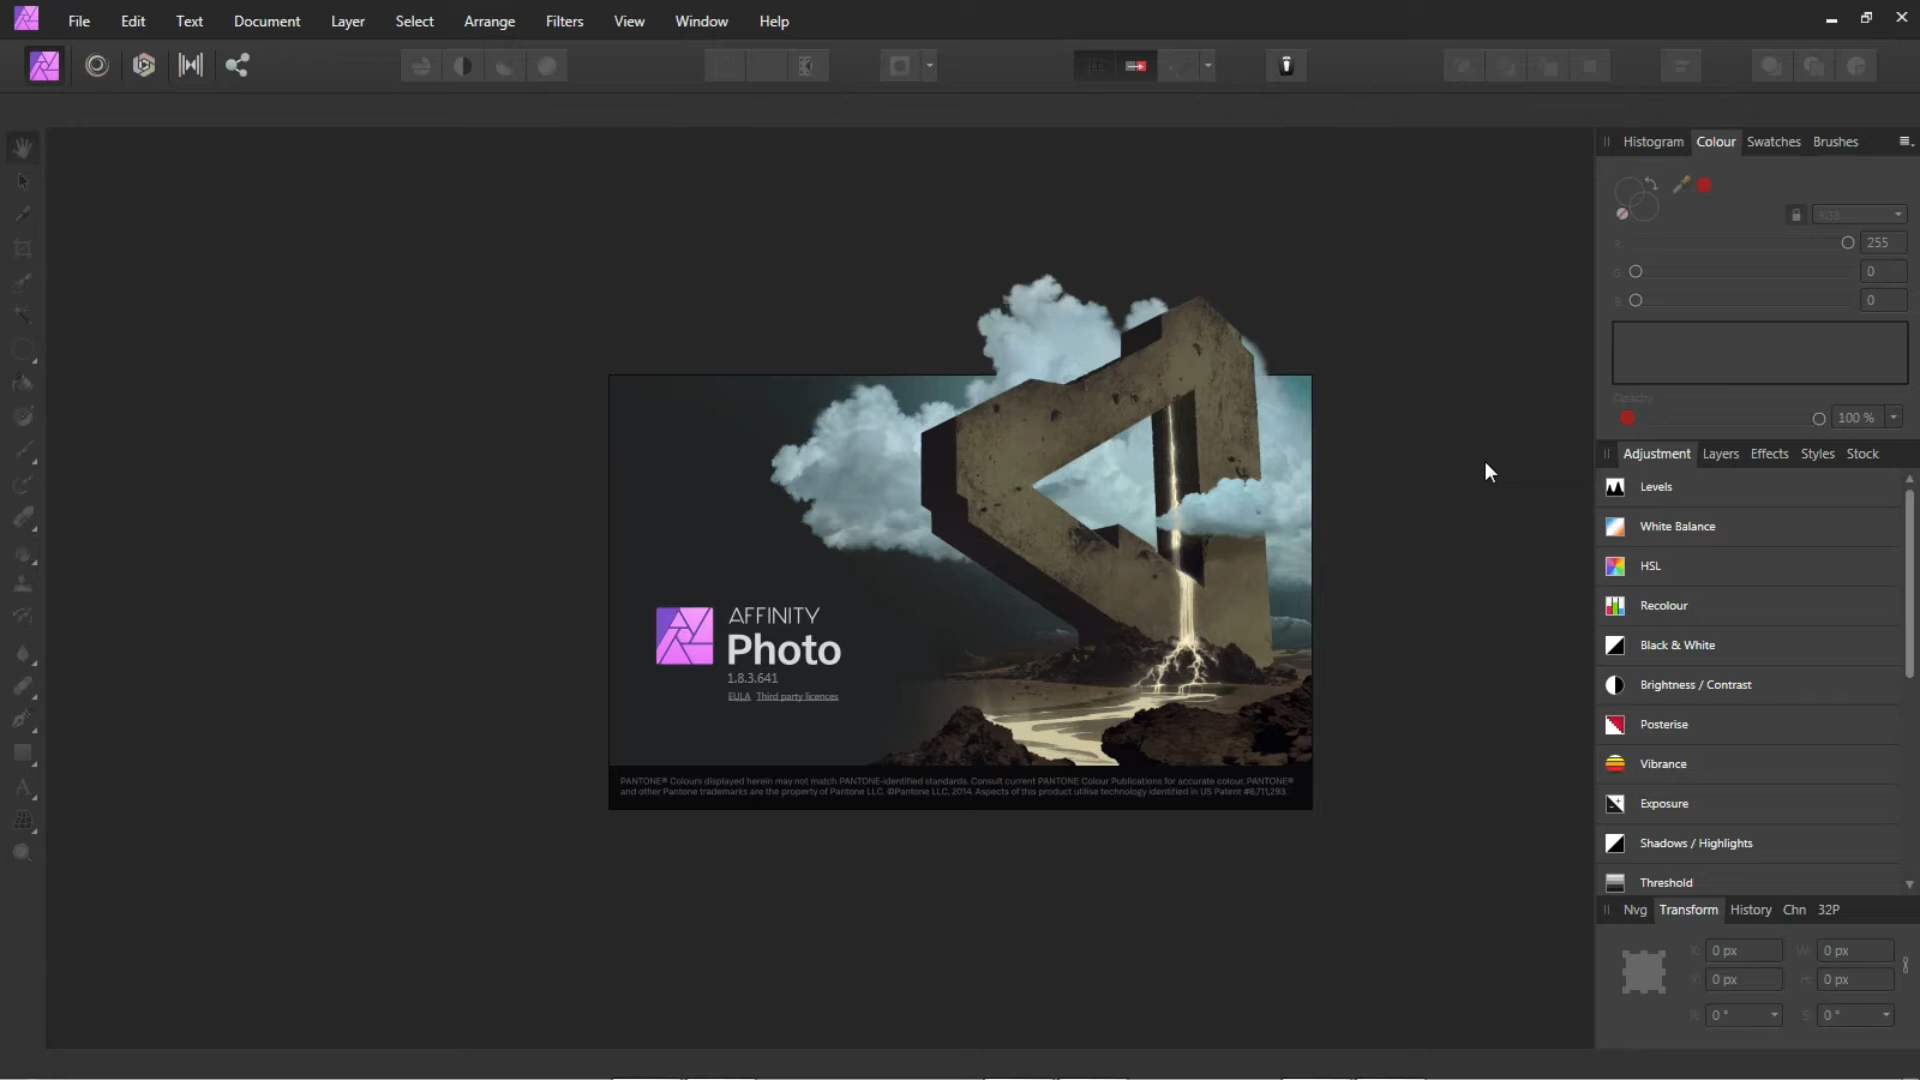 File Edit Text Document Layer Select Arrange Filters View Window Help
Histogram Colour Swatches Brushes
RGB
R: 255
G: 0
B: 0
Opacity
100 %
Adjustment Layers Effects Styles Stock
Levels
White Balance
HSL
Recolour
Black & White
Brightness / Contrast
Posterise
Vibrance
Exposure
Shadows / Highlights
Threshold
AFFINITY
Photo
1.8.3.641
EULA Third party licences
PANTONE® Colours displayed herein may not match PANTONE-identified standards. Consult current PANTONE Colour Publications for accurate colour. PANTONE®
and other Pantone trademarks are the property of Pantone LLC. ©Pantone LLC, 2014. Aspects of this product utilise technology identified in US Patent #6,711,293.
Nvg Transform History Chn 32P
X: 0 px W: 0 px
Y: 0 px H: 0 px
R: 0 ° S: 0 °